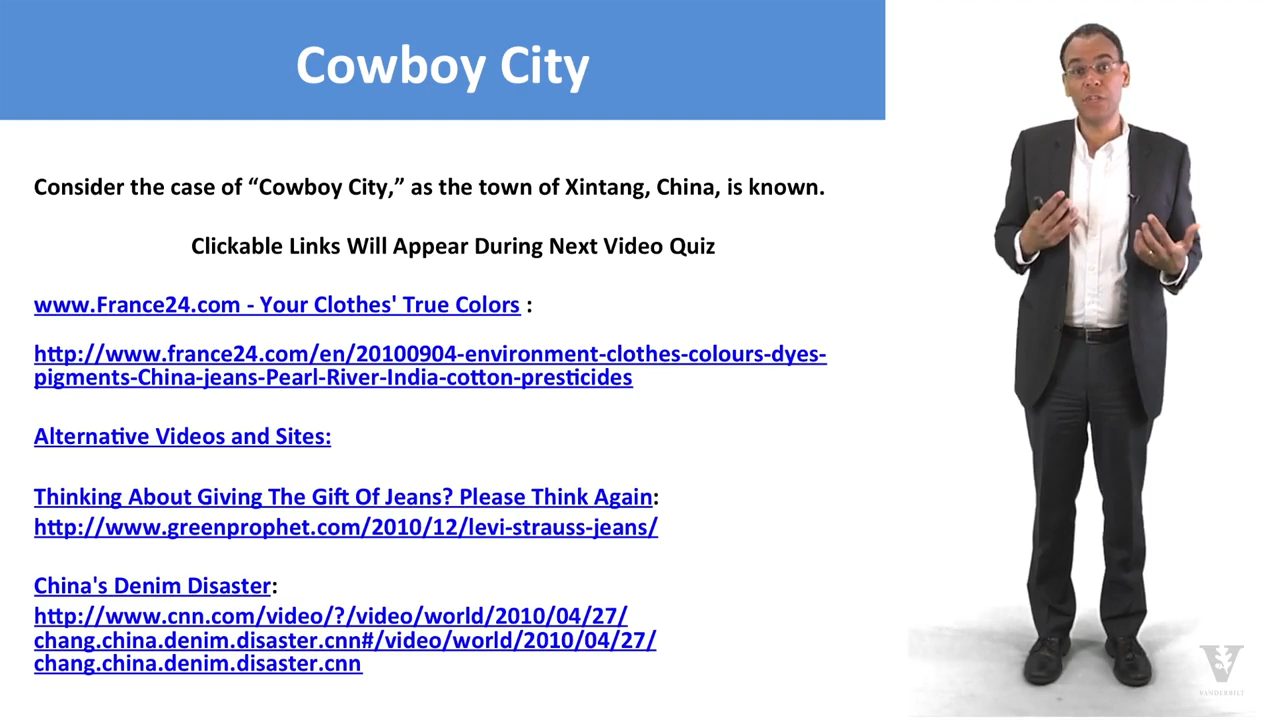 Cowboy City
Consider the case of “Cowboy City,” as the town of Xintang, China, is known.
Clickable Links Will Appear During Next Video Quiz
www.France24.com - Your Clothes' True Colors :
http://www.france24.com/en/20100904-environment-clothes-colours-dyes-
pigments-China-jeans-Pearl-River-India-cotton-presticides
Alternative Videos and Sites:
Thinking About Giving The Gift Of Jeans? Please Think Again:
http://www.greenprophet.com/2010/12/levi-strauss-jeans/
China's Denim Disaster:
http://www.cnn.com/video/?/video/world/2010/04/27/
chang.china.denim.disaster.cnn#/video/world/2010/04/27/
chang.china.denim.disaster.cnn
VANDERBILT